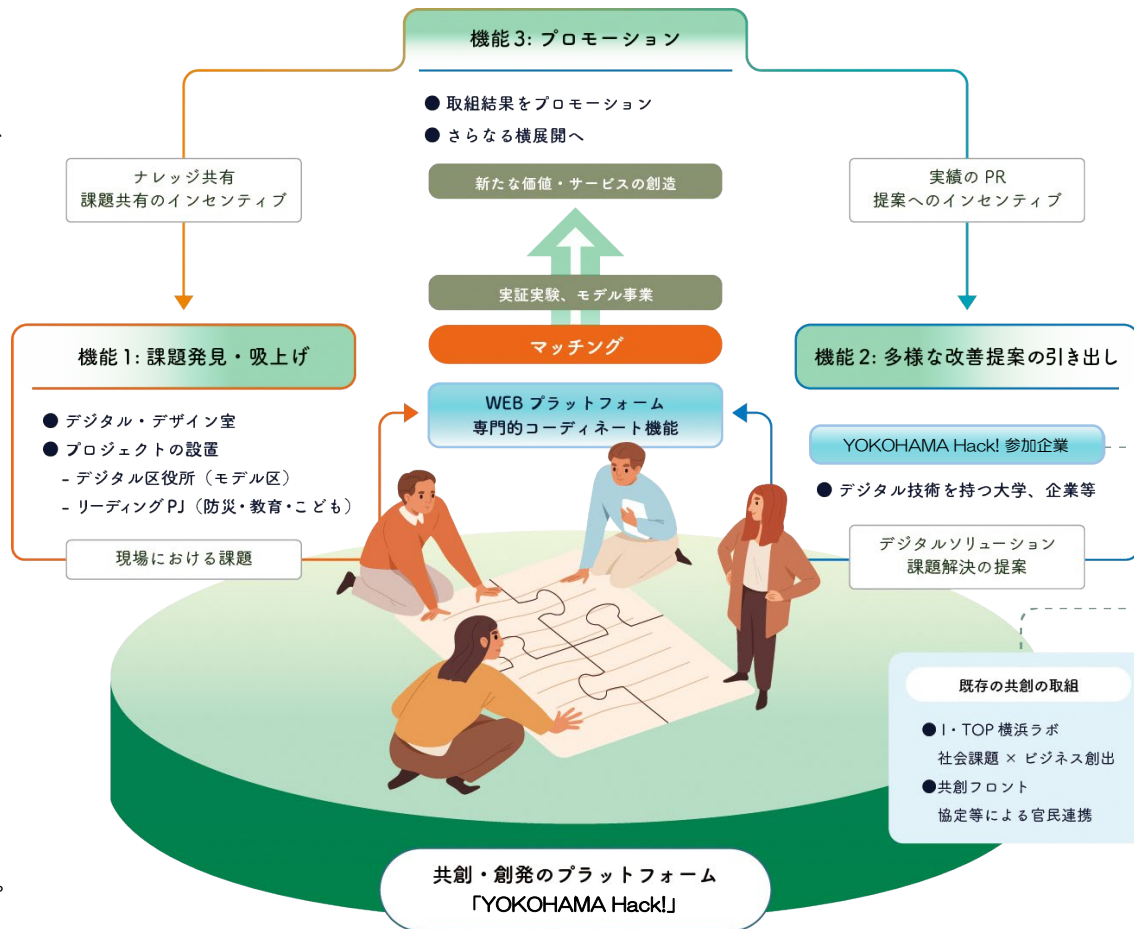 機能3: プロモーション
● 取組結果をプロモーション
● さらなる横展開へ
新たな価値・サービスの創造
実証実験、モデル事業
マッチング
WEB プラットフォーム
専門的コーディネート機能
ナレッジ共有
課題共有のインセンティブ
機能1: 課題発見・吸上げ
● デジタル・デザイン室
● プロジェクトの設置
- デジタル区役所（モデル区）
- リーディングPJ（防災・教育・こども）
現場における課題
実績の PR
提案へのインセンティブ
機能2: 多様な改善提案の引き出し
YOKOHAMA Hack! 参加企業
● デジタル技術を持つ大学、企業等
デジタルソリューション
課題解決の提案
既存の共創の取組
●I・TOP 横浜ラボ
社会課題 × ビジネス創出
●共創フロント
協定等による官民連携
共創・創発のプラットフォーム
「YOKOHAMA Hack!」
、
。